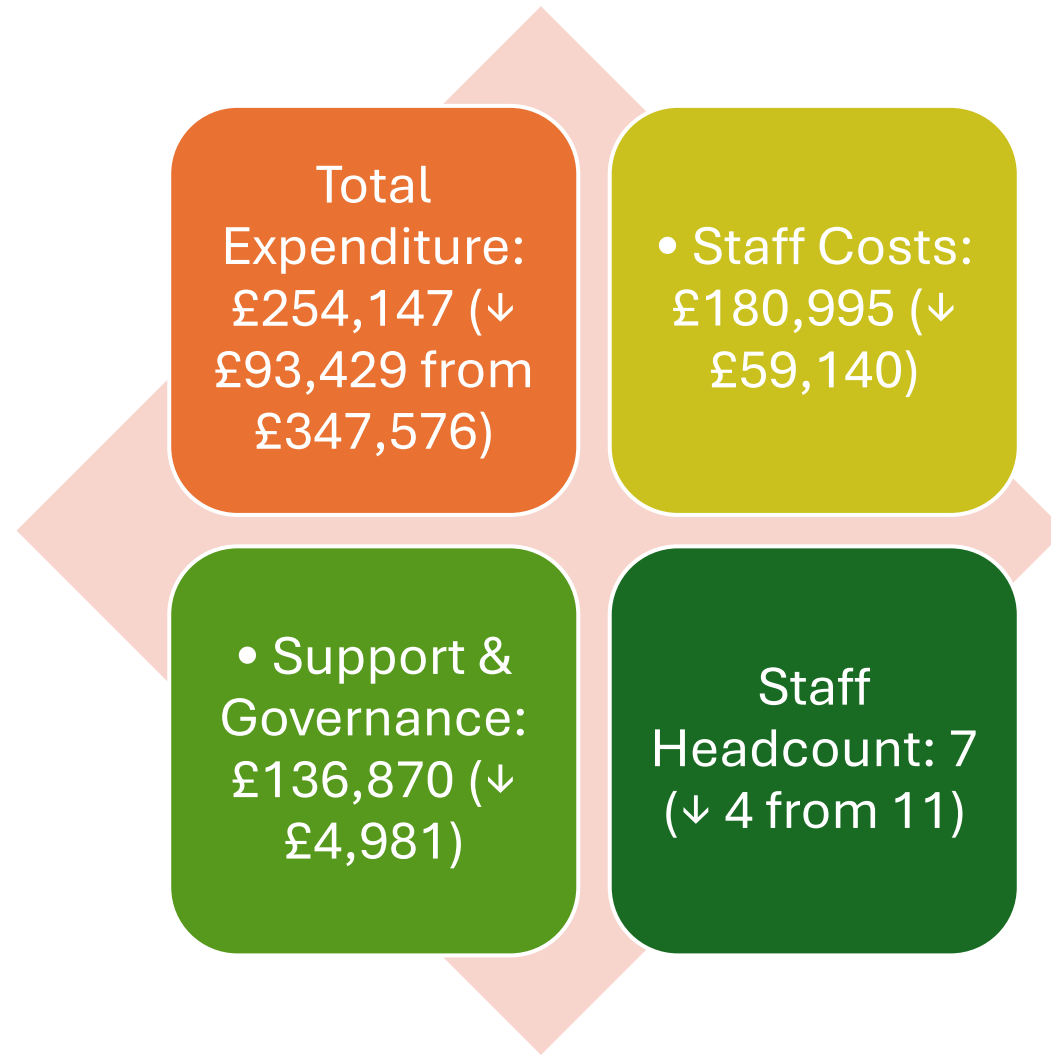 Total
Expenditure:
£254,147 (↓
£93,429 from
£347,576)
• Staff Costs:
£180,995 (↓
£59,140)
• Support &
Governance:
£136,870 (↓
£4,981)
Staff
Headcount: 7
(↓ 4 from 11)